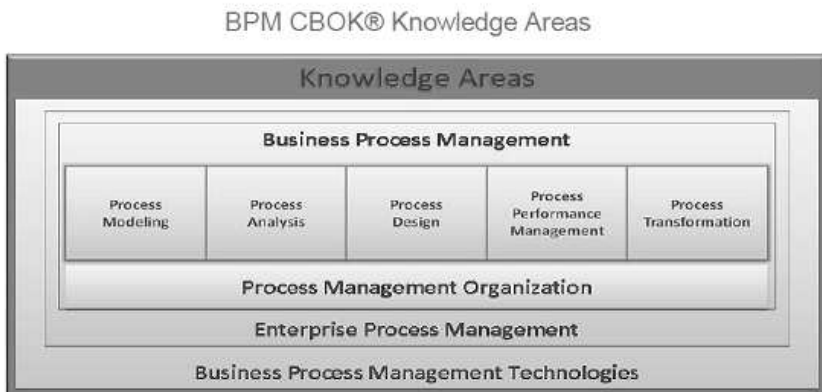 BPM CBOK® Knowledge Areas
Knowledge Areas
Business Process Management
Process
Modeling
Process
Analysis
Process
Design
Process
Performance
Management
Process
Transformation
Process Management Organization
Enterprise Process Management
Business Process Management Technologies